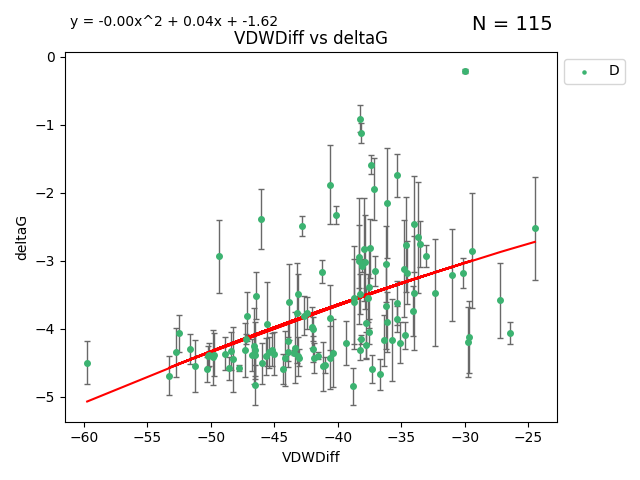 y = -0.00x^2 + 0.04x + -1.62
N = 115
VDWDiff vs deltaG
D
0
−1
−2
−3
−4
−5
deltaG
−60 −55 −50 −45 −40 −35 −30 −25
VDWDiff